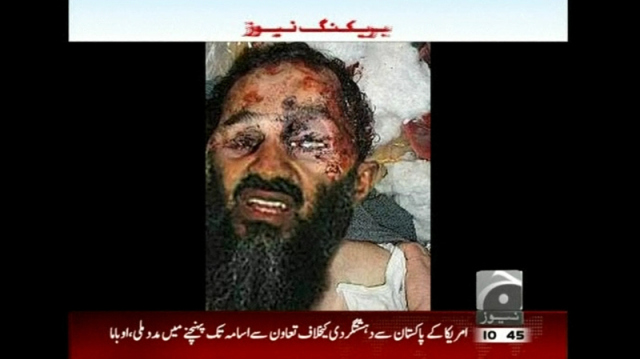 بریکنگ نیوز
نیوز
10 45
امریکا کے پاکستان سے دہشتگردی کیخلاف تعاون سے اسامہ تک پہنچنے میں مدد ملی،اوباما